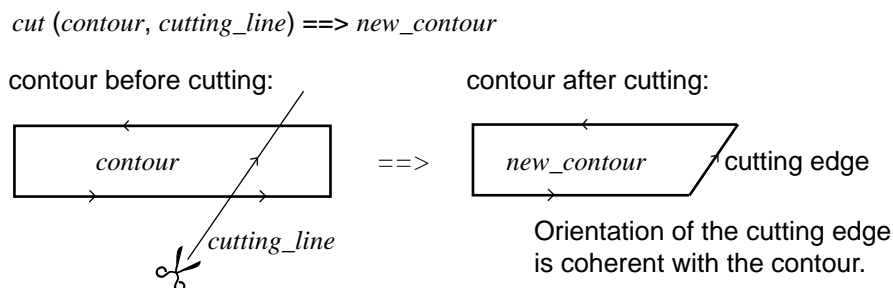 cut (contour, cutting_line) ==> new_contour
contour before cutting:
contour after cutting:
contour
==>
new_contour
cutting edge
cutting_line
Orientation of the cutting edge
is coherent with the contour.